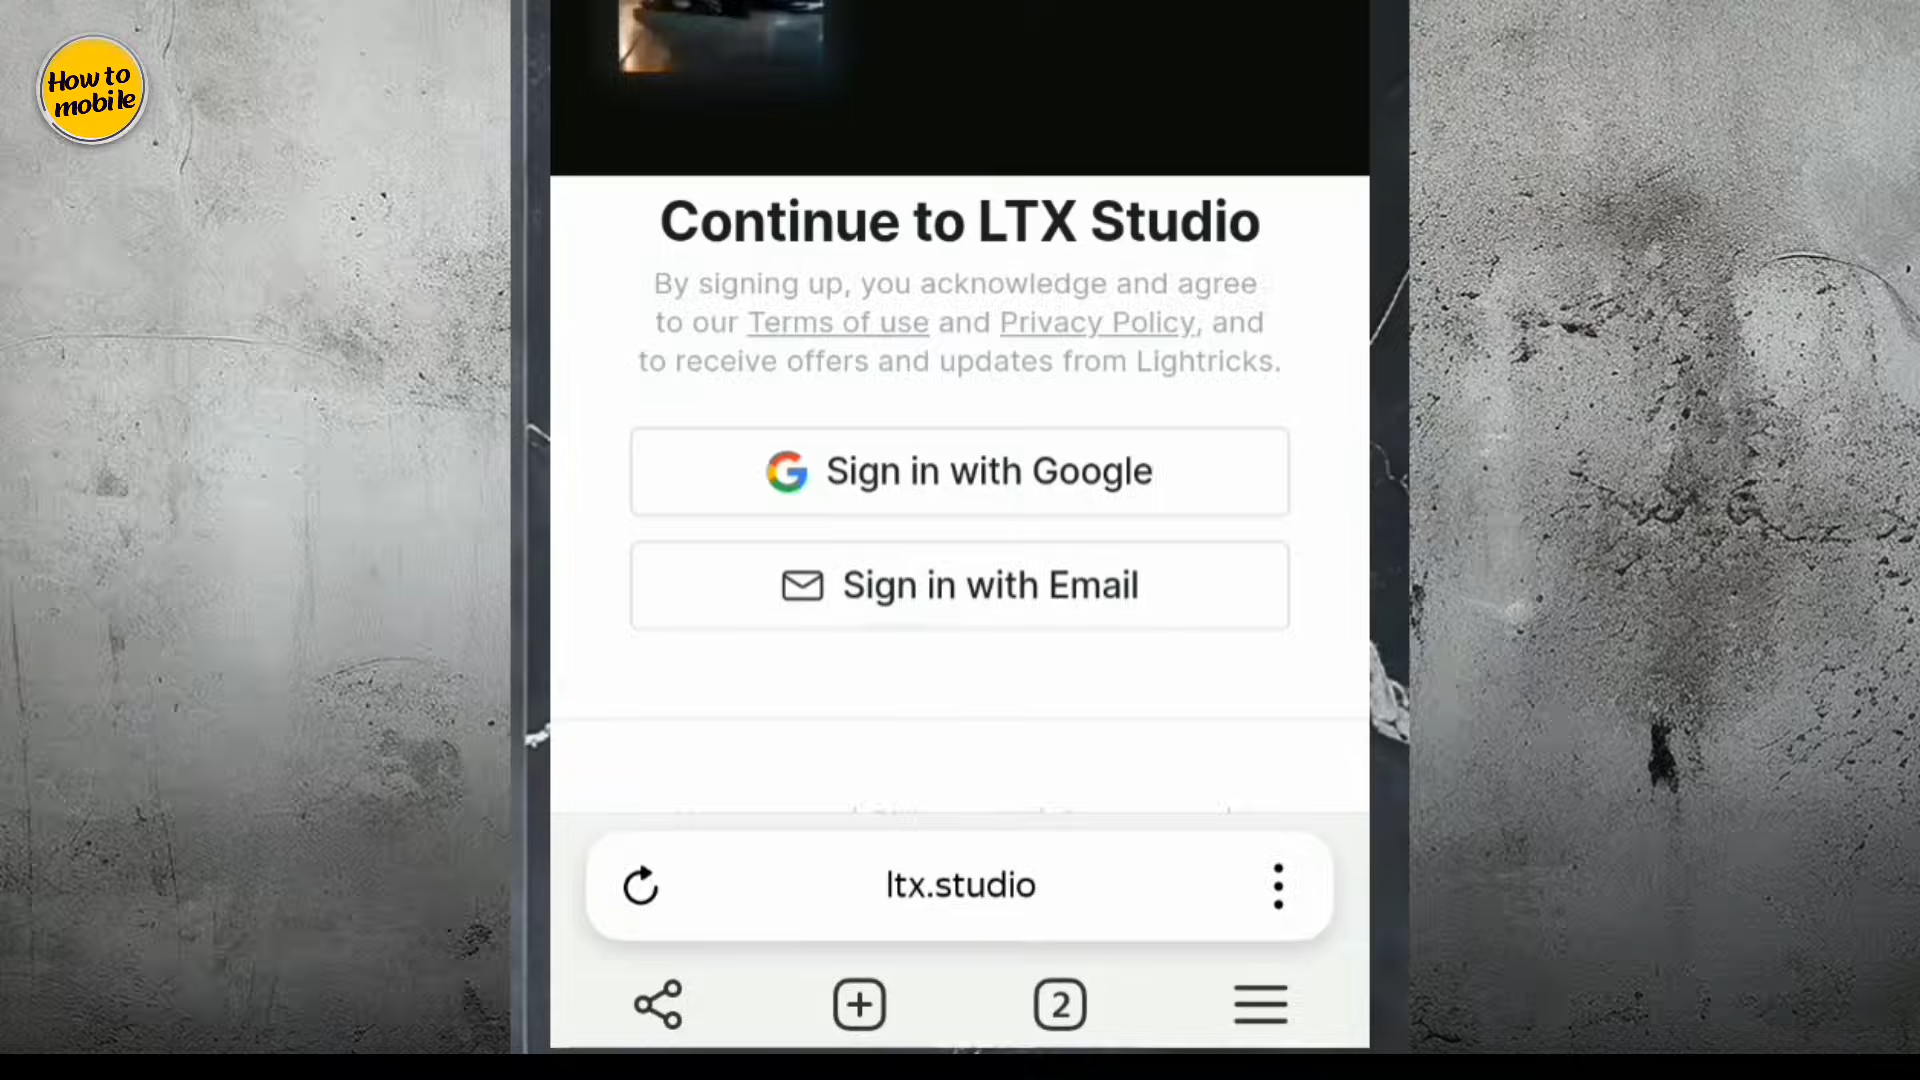 How to
mobile
Continue to LTX Studio
By signing up, you acknowledge and agree
to our Terms of use and Privacy Policy, and
to receive offers and updates from Lightricks.
Sign in with Google
Sign in with Email
ltx.studio
2